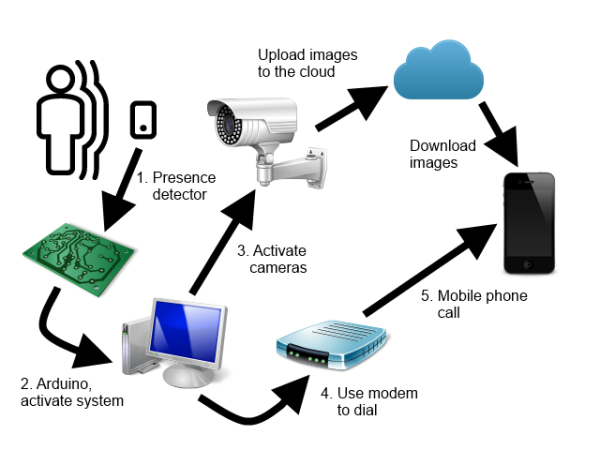 Upload images
to the cloud
Download
images
1. Presence
detector
3. Activate
cameras
5. Mobile phone
call
2. Arduino,
activate system
4. Use modem
to dial